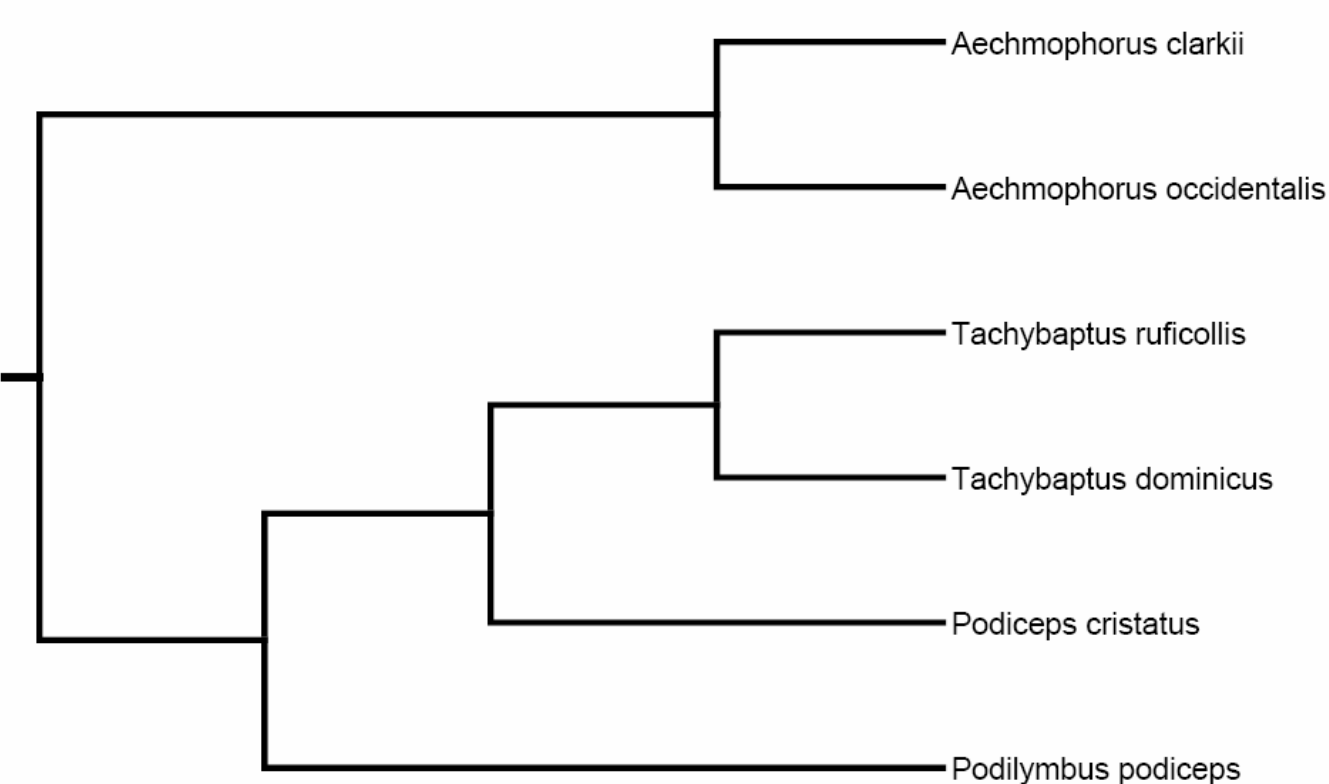 Aechmophorus clarkii
Aechmophorus occidentalis
Tachybaptus ruficollis
Tachybaptus dominicus
Podiceps cristatus
Podilymbus podiceps